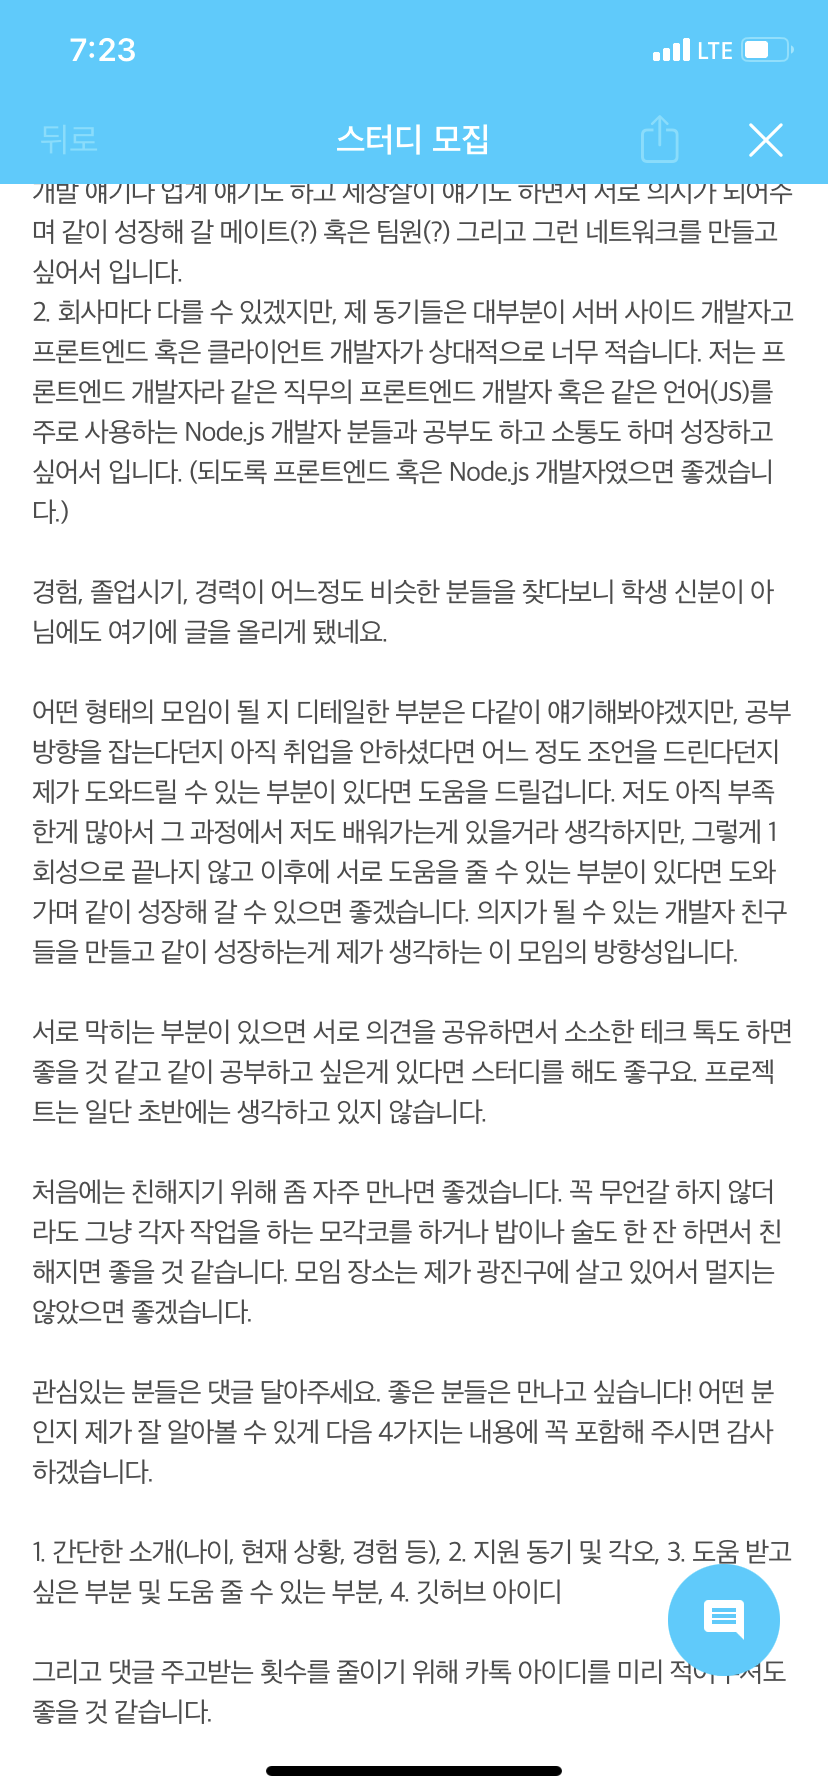 7:23
LTE
뒤로
스터디 모집
개발 얘기나 업계 얘기도 하고 세상살이 얘기도 하면서 서로 의지가 되어주
며 같이 성장해 갈 메이트(?) 혹은 팀원(?) 그리고 그런 네트워크를 만들고
싶어서 입니다.
2. 회사마다 다를 수 있겠지만, 제 동기들은 대부분이 서버 사이드 개발자고
프론트엔드 혹은 클라이언트 개발자가 상대적으로 너무 적습니다. 저는 프
론트엔드 개발자라 같은 직무의 프론트엔드 개발자 혹은 같은 언어(JS)를
주로 사용하는 Node.js 개발자 분들과 공부도 하고 소통도 하며 성장하고
싶어서 입니다. (되도록 프론트엔드 혹은 Node.js 개발자였으면 좋겠습니
다.)
경험, 졸업시기, 경력이 어느정도 비슷한 분들을 찾다보니 학생 신분이 아
님에도 여기에 글을 올리게 됐네요.
어떤 형태의 모임이 될 지 디테일한 부분은 다같이 얘기해봐야겠지만, 공부
방향을 잡는다던지 아직 취업을 안하셨다면 어느 정도 조언을 드린다던지
제가 도와드릴 수 있는 부분이 있다면 도움을 드릴겁니다. 저도 아직 부족
한게 많아서 그 과정에서 저도 배워가는게 있을거라 생각하지만, 그렇게 1
회성으로 끝나지 않고 이후에 서로 도움을 줄 수 있는 부분이 있다면 도와
가며 같이 성장해 갈 수 있으면 좋겠습니다. 의지가 될 수 있는 개발자 친구
들을 만들고 같이 성장하는게 제가 생각하는 이 모임의 방향성입니다.
서로 막히는 부분이 있으면 서로 의견을 공유하면서 소소한 테크 톡도 하면
좋을 것 같고 같이 공부하고 싶은게 있다면 스터디를 해도 좋구요. 프로젝
트는 일단 초반에는 생각하고 있지 않습니다.
처음에는 친해지기 위해 좀 자주 만나면 좋겠습니다. 꼭 무언갈 하지 않더
라도 그냥 각자 작업을 하는 모각코를 하거나 밥이나 술도 한 잔 하면서 친
해지면 좋을 것 같습니다. 모임 장소는 제가 광진구에 살고 있어서 멀지는
않았으면 좋겠습니다.
관심있는 분들은 댓글 달아주세요. 좋은 분들은 만나고 싶습니다! 어떤 분
인지 제가 잘 알아볼 수 있게 다음 4가지는 내용에 꼭 포함해 주시면 감사
하겠습니다.
1. 간단한 소개(나이, 현재 상황, 경험 등), 2. 지원 동기 및 각오, 3. 도움 받고
싶은 부분 및 도움 줄 수 있는 부분, 4. 깃허브 아이디
그리고 댓글 주고받는 횟수를 줄이기 위해 카톡 아이디를 미리
좋을 것 같습니다.